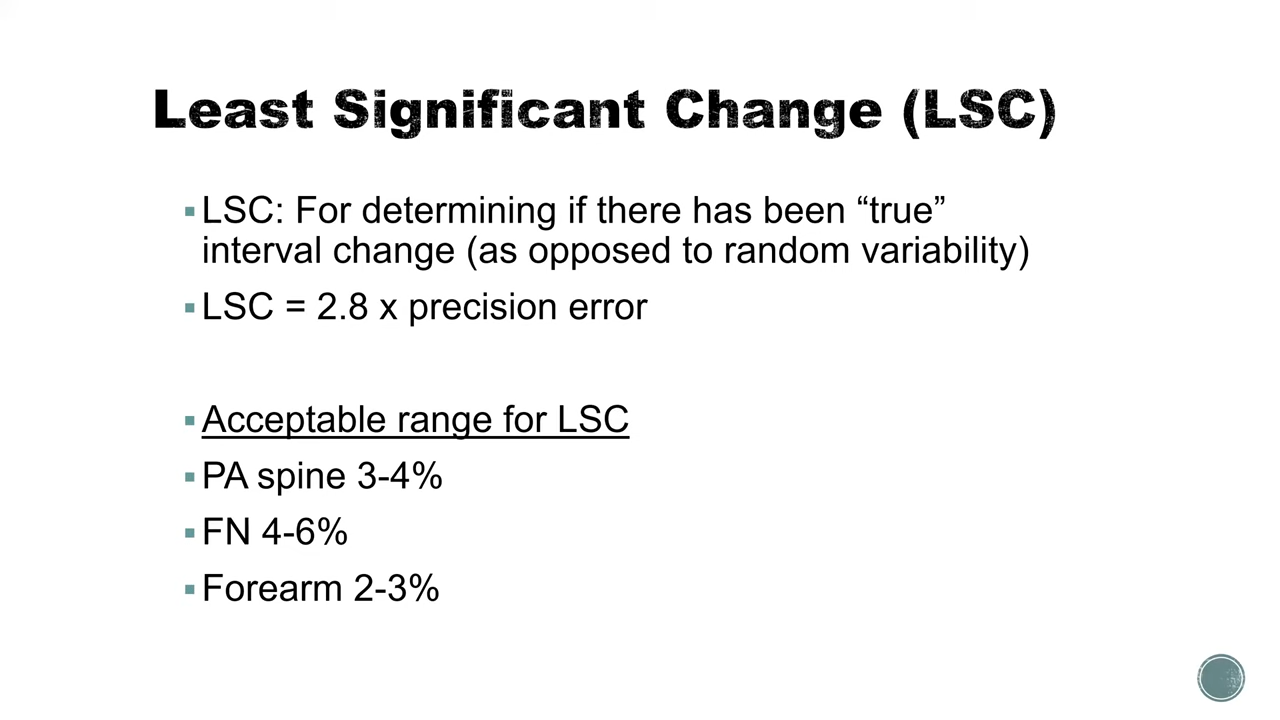 Least Significant Change (LSC)
▪LSC: For determining if there has been “true”
interval change (as opposed to random variability)
▪LSC = 2.8 x precision error
▪Acceptable range for LSC
▪PA spine 3-4%
▪FN 4-6%
▪Forearm 2-3%